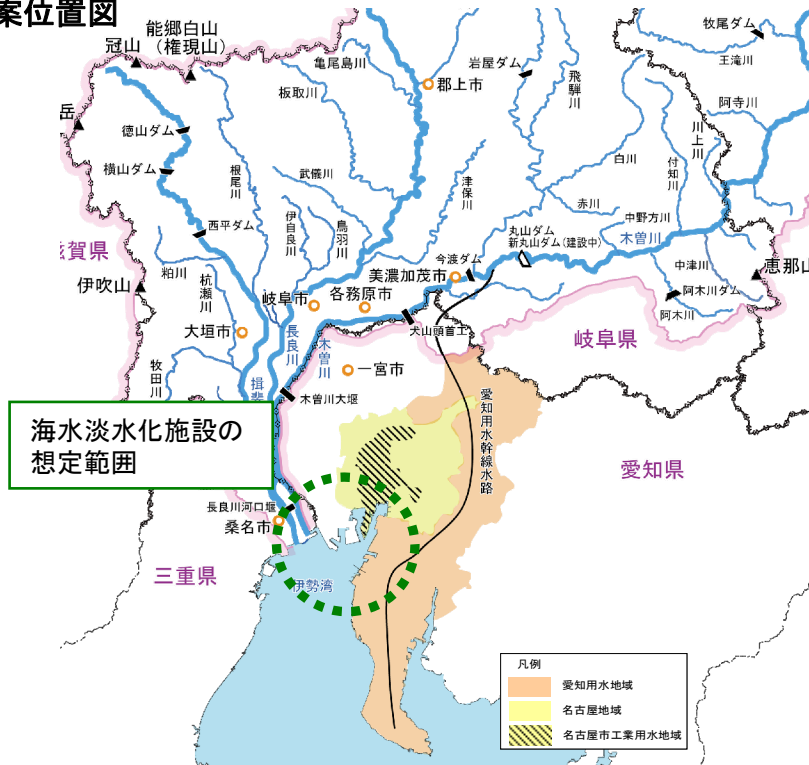 案位置図
能郷白山
（権現山）
冠山
亀尾島川
岩屋ダム
牧尾ダム
王滝川
板取川
郡上市
飛騨川
阿寺川
岳
徳山ダム
川上川
横山ダム
根尾川
武儀川
津保川
白川
付知川
西平ダム
伊自良川
鳥羽川
赤川
中野方川
丸山ダム
新丸山ダム（建設中）
木曽川
滋賀県
粕川
今渡ダム
中津川
恵那山
伊吹山
杭瀬川
美濃加茂市
岐阜市
各務原市
阿木川ダム
阿木川
大垣市
長良川
木曽川
犬山頭首工
岐阜県
牧田川
一宮市
揖斐
木曽川大堰
愛知用水幹線水路
海水淡水化施設の
想定範囲
愛知県
長良川河口堰
桑名市
三重県
伊勢湾
凡例
愛知用水地域
名古屋地域
名古屋市工業用水地域